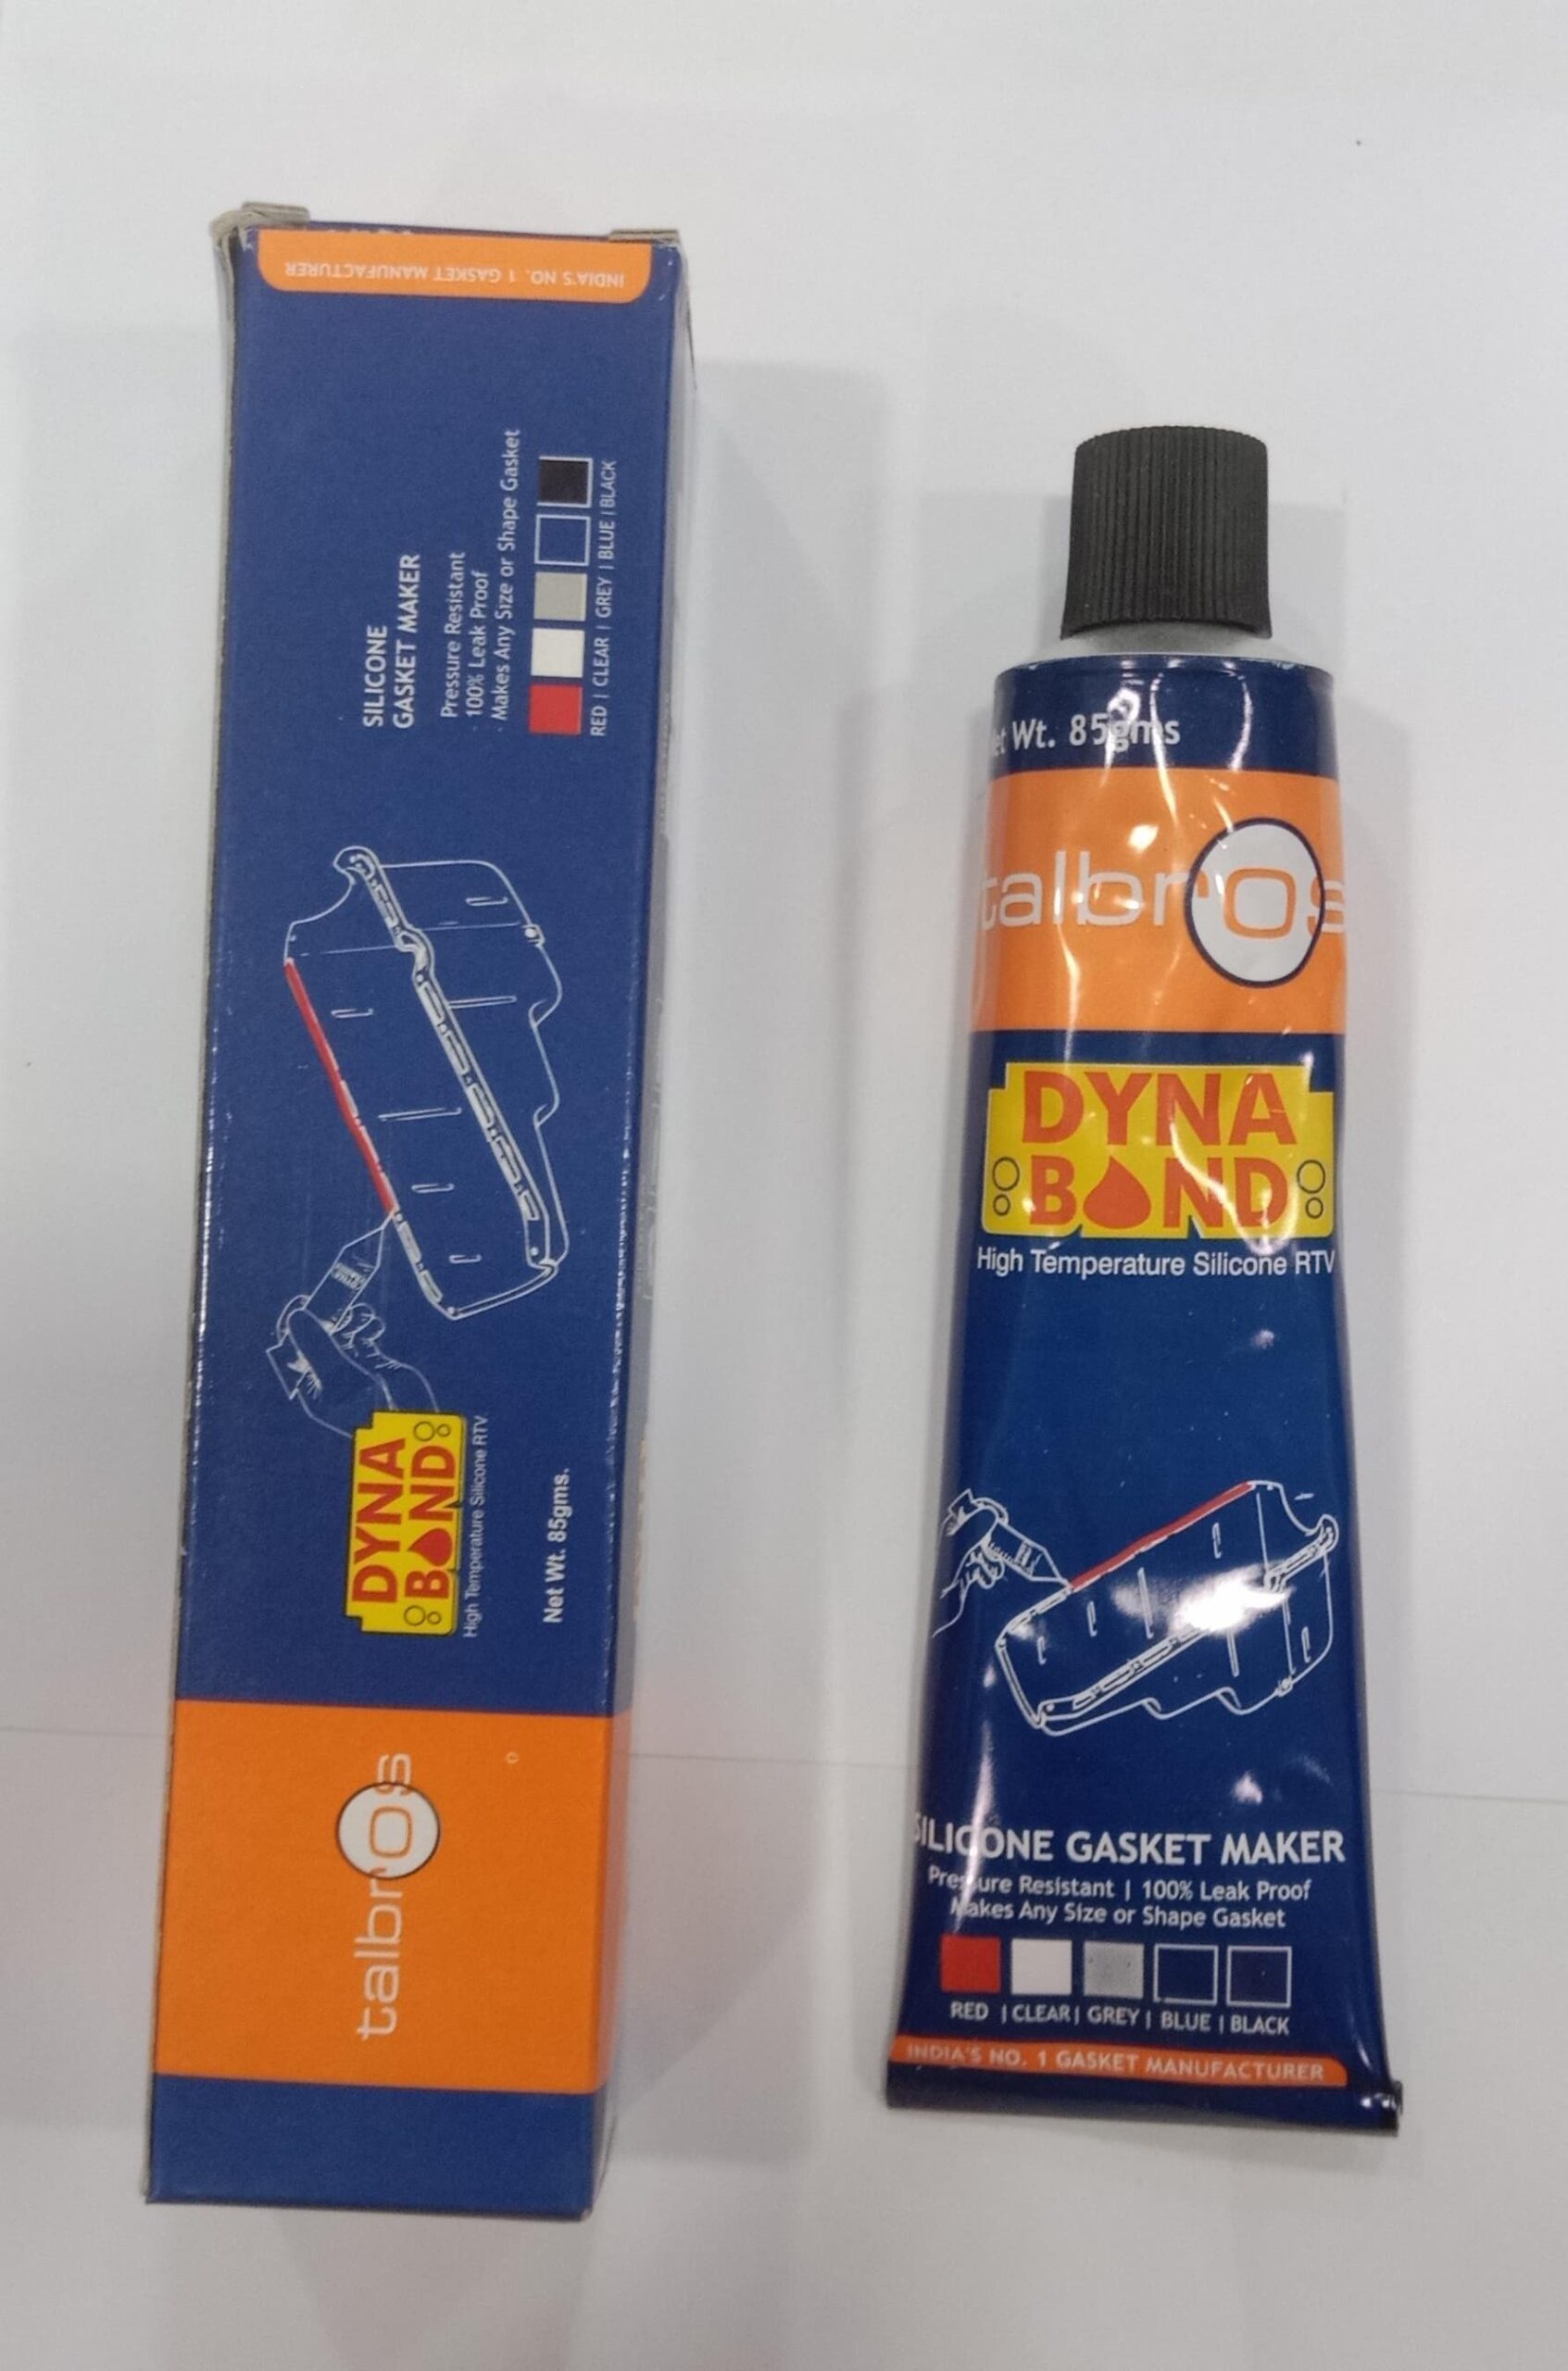 INDIA'S NO. 1 GASKET MANUFACTURER
SILICONE
GASKET MAKER
Pressure Resistant
100% Leak Proof
Makes Any Size or Shape Gasket
RED | CLEAR | GREY | BLUE | BLACK
DYNA
BOND
High Temperature Silicone RTV
Net Wt. 85gms.
talbros
Wt. 85gms
talbros
DYNA
BOND
High Temperature Silicone RTV
SILICONE GASKET MAKER
Pressure Resistant | 100% Leak Proof
Makes Any Size or Shape Gasket
RED | CLEAR | GREY | BLUE | BLACK
INDIA'S NO. 1 GASKET MANUFACTURER